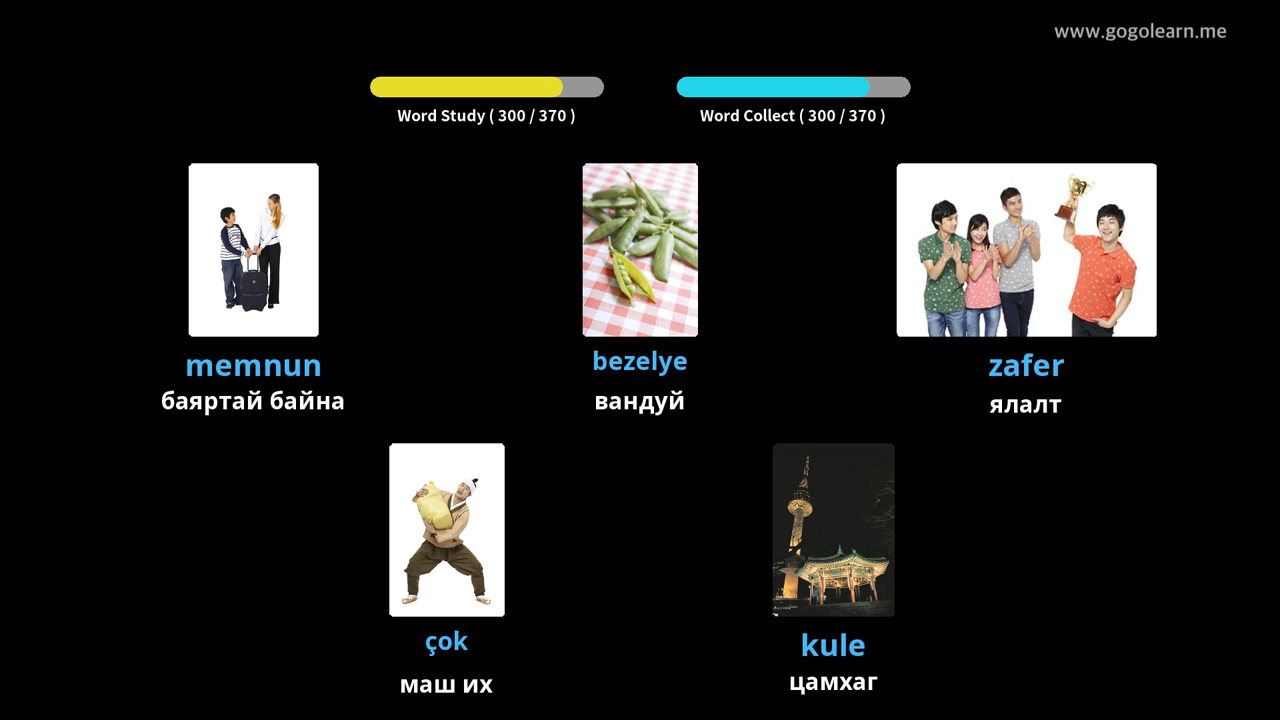 www.gogolearn.me
Word Study ( 300 / 370 )
Word Collect ( 300 / 370 )
memnun
баяртай байна
bezelye
вандуй
zafer
ялалт
çok
маш их
kule
цамхаг